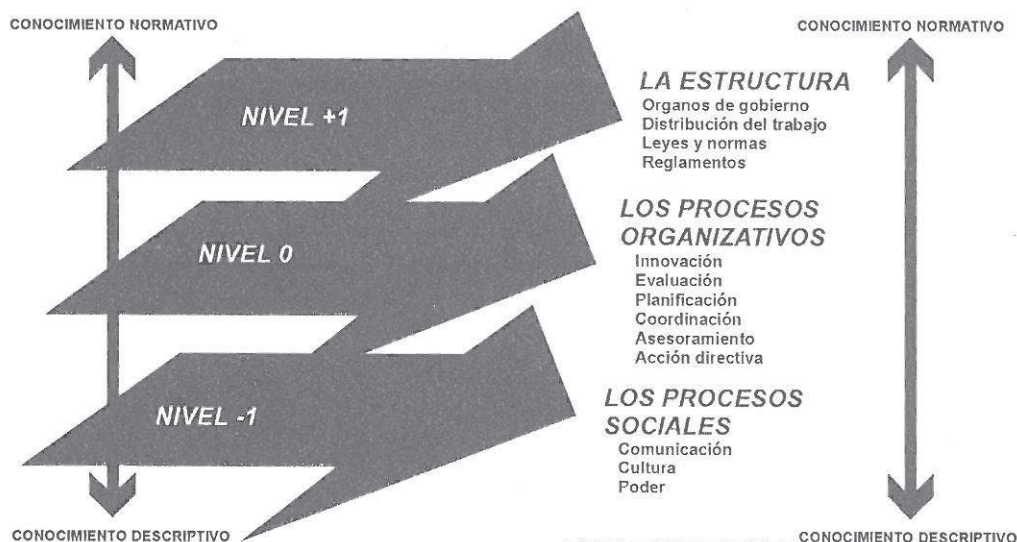 CONOCIMIENTO NORMATIVO
CONOCIMIENTO NORMATIVO
NIVEL +1
LA ESTRUCTURA
Organos de gobierno
Distribución del trabajo
Leyes y normas
Reglamentos
NIVEL 0
LOS PROCESOS
ORGANIZATIVOS
Innovación
Evaluación
Planificación
Coordinación
Asesoramiento
Acción directiva
NIVEL -1
LOS PROCESOS
SOCIALES
Comunicación
Cultura
Poder
CONOCIMIENTO DESCRIPTIVO
CONOCIMIENTO DESCRIPTIVO